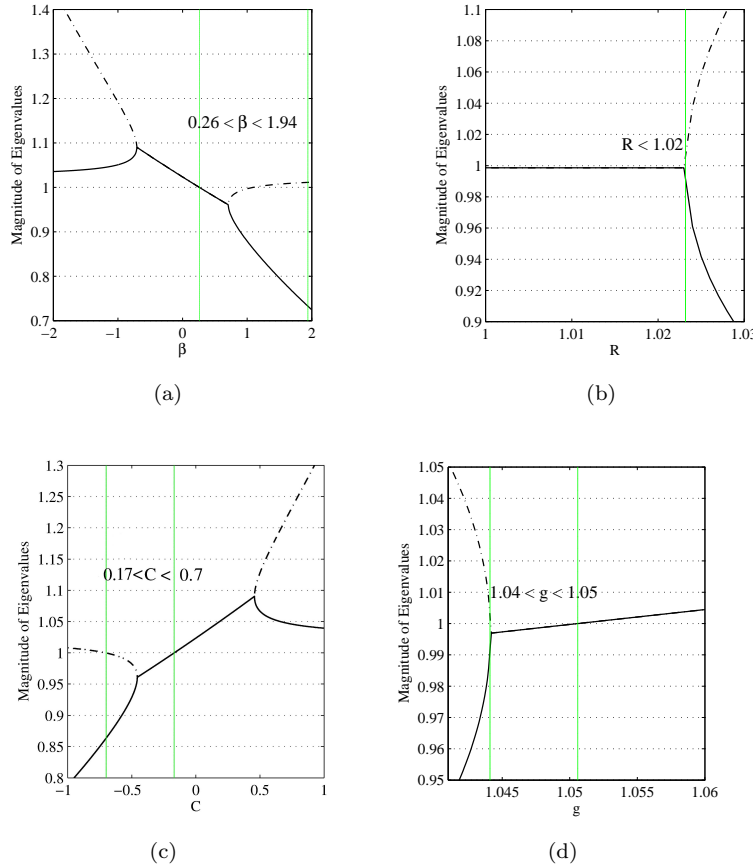 1.4
1.3
1.2
1.1
1
0.9
0.8
0.7
Magnitude of Eigenvalues
0.26 < β < 1.94
−2 −1 0 1 2
β
(a)
1.1
1.08
1.06
1.04
1.02
1
0.98
0.96
0.94
0.92
0.9
Magnitude of Eigenvalues
R < 1.02
1 1.01 1.02 1.03
R
(b)
1.3
1.25
1.2
1.15
1.1
1.05
1
0.95
0.9
0.85
0.8
Magnitude of Eigenvalues
0.17<C < 0.7
−1 −0.5 0 0.5 1
C
(c)
1.05
1.04
1.03
1.02
1.01
1
0.99
0.98
0.97
0.96
0.95
Magnitude of Eigenvalues
1.04 < g < 1.05
1.045 1.05 1.055 1.06
g
(d)